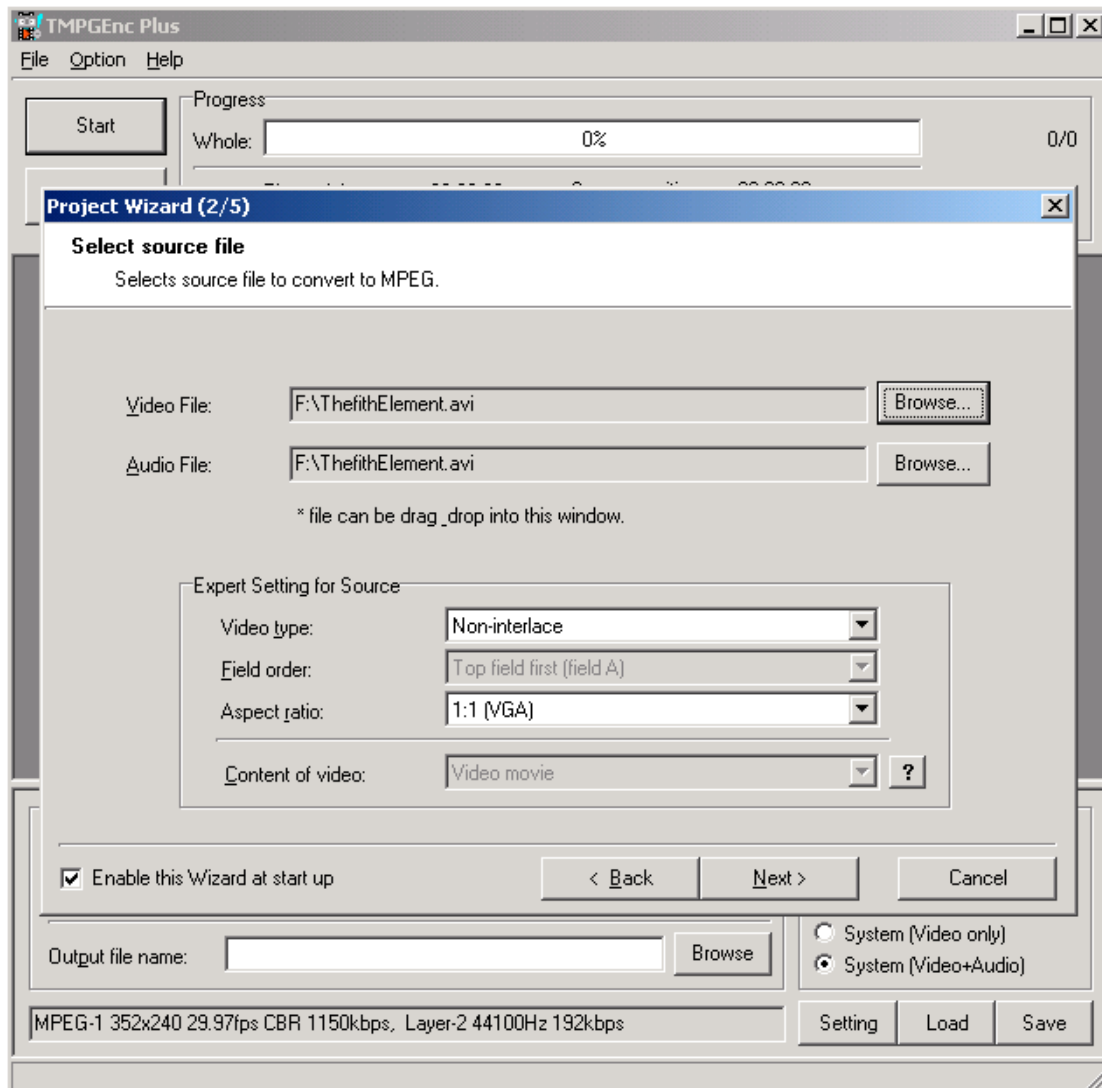 TMPGEnc Plus
File Option Help
Progress
Start
Whole: 0% 0/0
Project Wizard (2/5)
Select source file
Selects source file to convert to MPEG.
Video File: F:\ThefithElement.avi Browse...
Audio File: F:\ThefithElement.avi Browse...
* file can be drag_drop into this window.
Expert Setting for Source
Video type: Non-interlace
Field order: Top field first (field A)
Aspect ratio: 1:1 (VGA)
Content of video: Video movie ?
Enable this Wizard at start up < Back Next > Cancel
System (Video only)
Output file name: Browse System (Video+Audio)
MPEG-1 352x240 29.97fps CBR 1150kbps, Layer-2 44100Hz 192kbps Setting Load Save